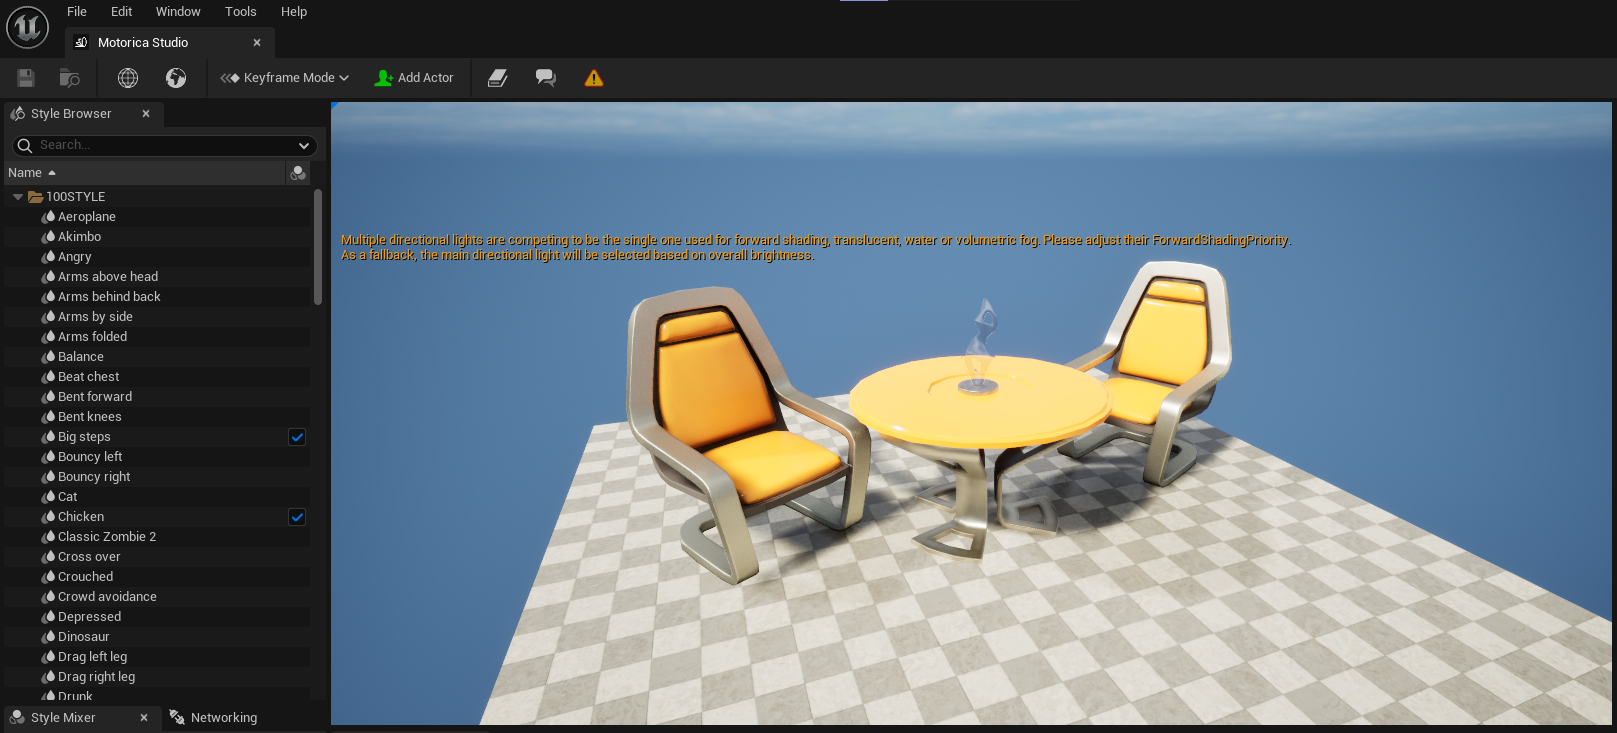 File Edit Window Tools Help
Motorica Studio
Keyframe Mode Add Actor
Style Browser
Search...
Name
100STYLE
Aeroplane
Akimbo
Angry
Arms above head
Arms behind back
Arms by side
Arms folded
Balance
Beat chest
Bent forward
Bent knees
Big steps
Bouncy left
Bouncy right
Cat
Chicken
Classic Zombie 2
Cross over
Crouched
Crowd avoidance
Depressed
Dinosaur
Drag left leg
Drag right leg
Drunk
Style Mixer Networking
Multiple directional lights are competing to be the single one used for forward shading, translucent, water or volumetric fog. Please adjust their ForwardShadingPriority.
As a fallback, the main directional light will be selected based on overall brightness.